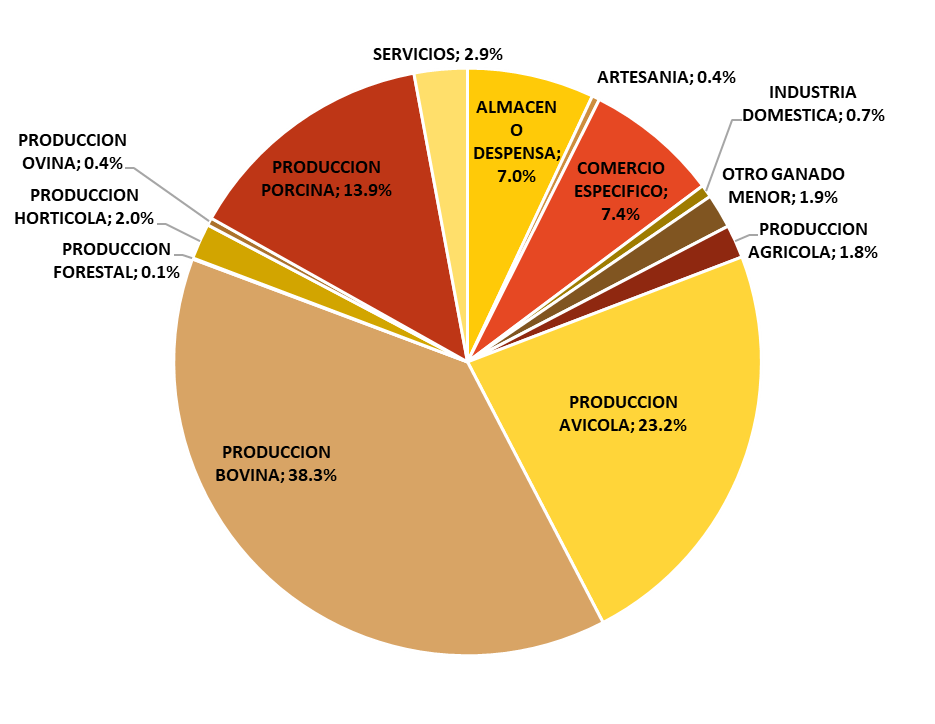 SERVICIOS; 2.9%
ALMACEN
O
DESPENSA;
7.0%
ARTESANIA; 0.4%
COMERCIO
ESPECIFICO;
7.4%
INDUSTRIA
DOMESTICA; 0.7%
OTRO GANADO
MENOR; 1.9%
PRODUCCION
AGRICOLA; 1.8%
PRODUCCION
AVICOLA; 23.2%
PRODUCCION
BOVINA; 38.3%
PRODUCCION
FORESTAL; 0.1%
PRODUCCION
HORTICOLA; 2.0%
PRODUCCION
OVINA; 0.4%
PRODUCCION
PORCINA; 13.9%